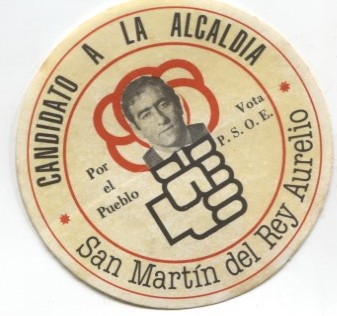 CANDIDATO A LA ALCALDIA
Por
el
Pueblo
Vota
P. S. O. E.
San Martín del Rey Aurelio